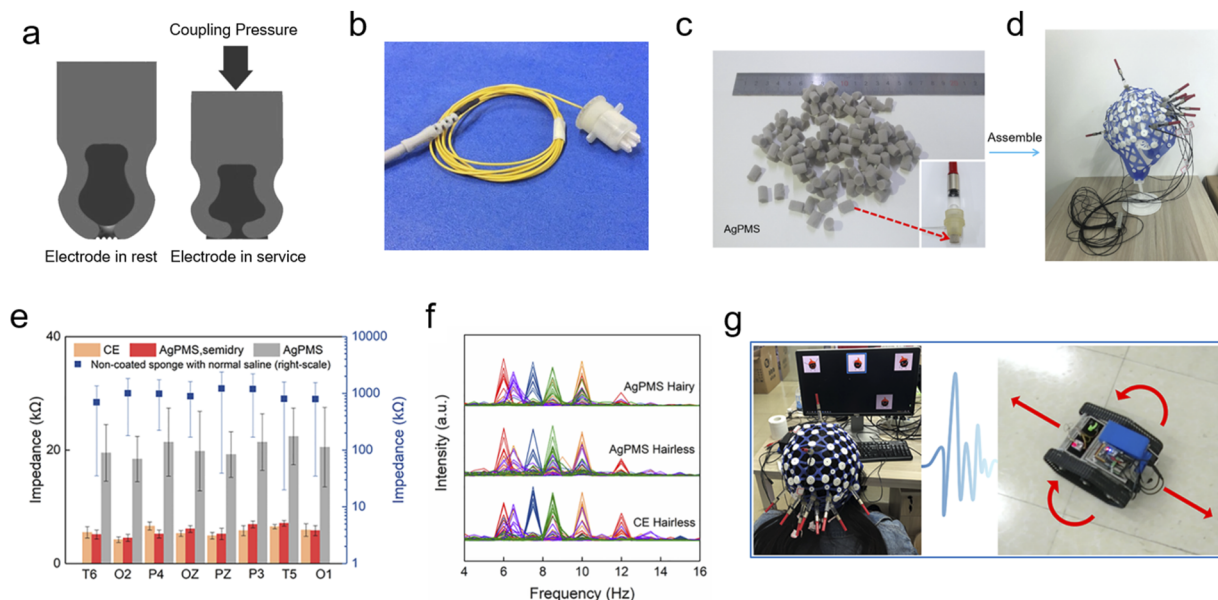 a
Coupling Pressure
Electrode in rest
Electrode in service
b
c
AgPMS
Assemble
d
e
40
20
0
Impedance (kΩ)
CE
AgPMS,semidry
AgPMS
Non-coated sponge with normal saline (right-scale)
10000
1000
100
10
1
Impedance (kΩ)
T6 O2 P4 OZ PZ P3 T5 O1
f
Intensity (a.u.)
AgPMS Hairy
AgPMS Hairless
CE Hairless
4 6 8 10 12 14 16
Frequency (Hz)
g